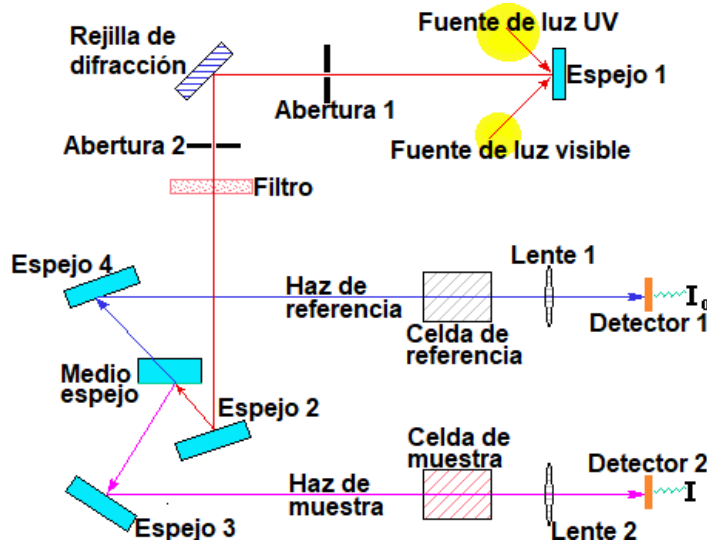 Fuente de luz UV
Rejilla de
difracción
Espejo 1
Abertura 1
Abertura 2
Fuente de luz visible
Filtro
Lente 1
Espejo 4
Haz de
referencia
I0
Detector 1
Celda de
referencia
Medio
espejo
Espejo 2
Celda de
muestra
Detector 2
Haz de
muestra
I
Espejo 3
Lente 2